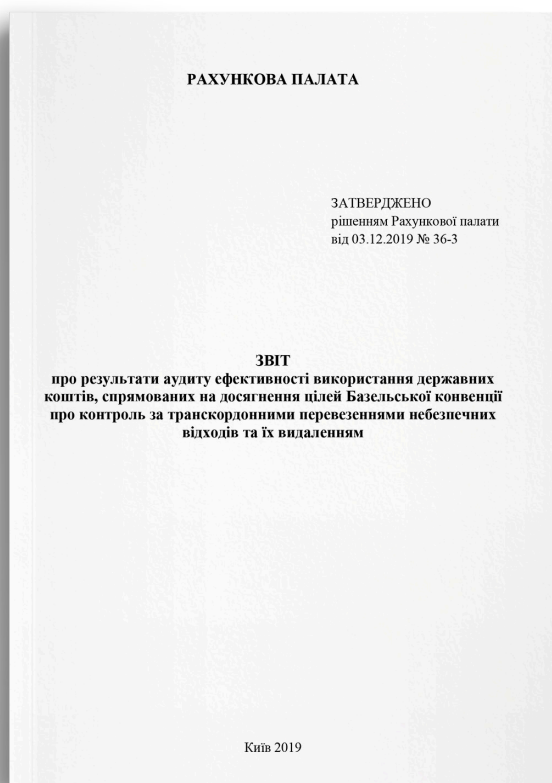 РАХУНКОВА ПАЛАТА
ЗАТВЕРДЖЕНО
рішенням Рахункової палати
від 03.12.2019 № 36-3
ЗВІТ
про результати аудиту ефективності використання державних
коштів, спрямованих на досягнення цілей Базельської конвенції
про контроль за транскордонними перевезеннями небезпечних
відходів та їх видаленням
Київ 2019